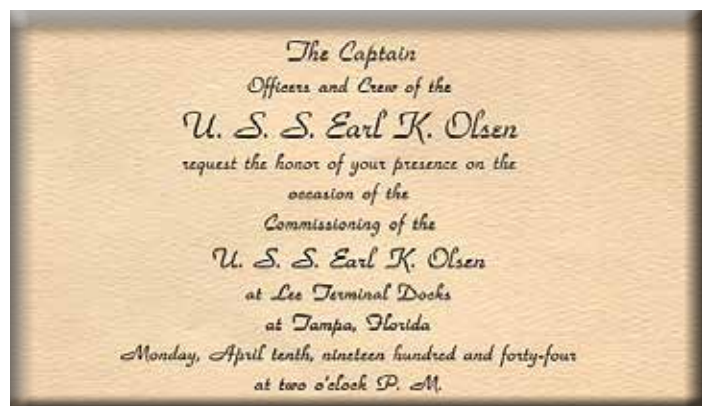 The Captain
Officers and Crew of the
U. S. S. Earl K. Olsen
request the honor of your presence on the
occasion of the
Commissioning of the
U. S. S. Earl K. Olsen
at Lee Terminal Docks
at Tampa, Florida
Monday, April tenth, nineteen hundred and forty-four
at two o'clock P. M.